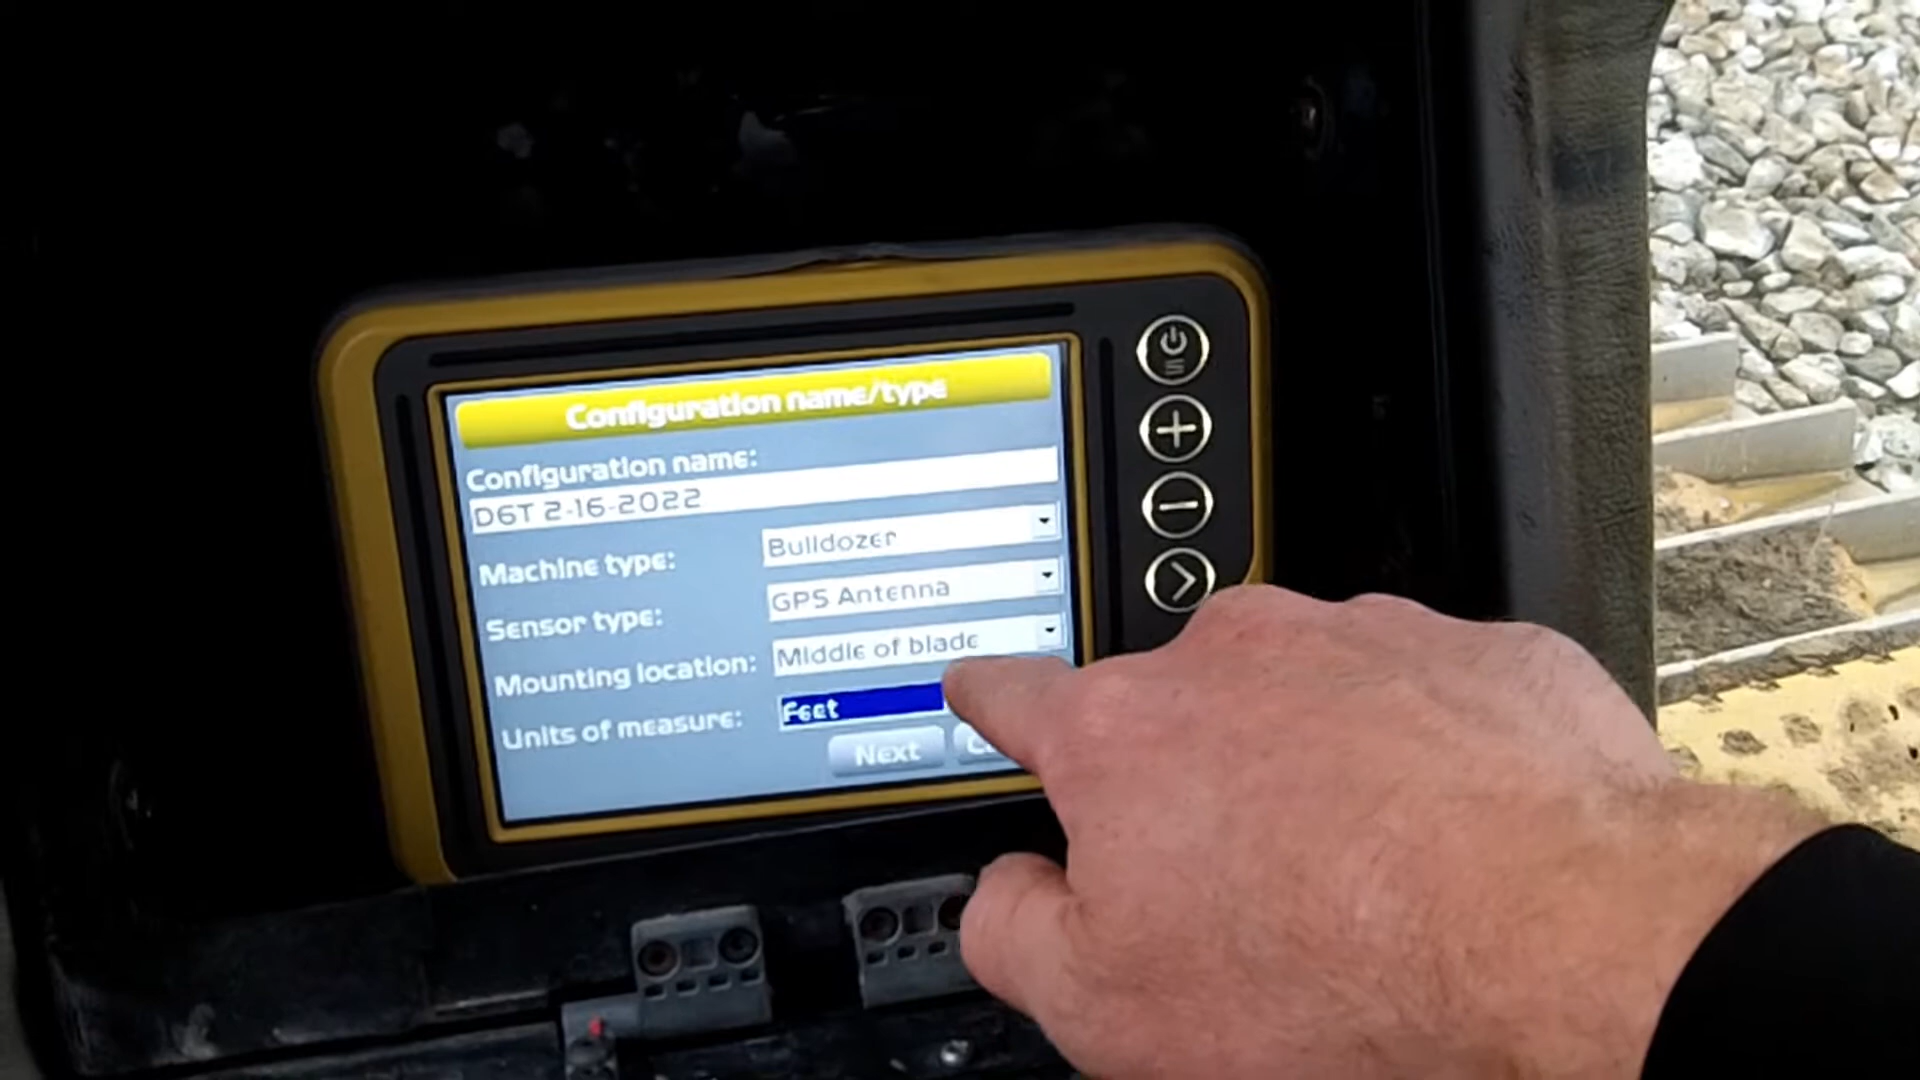 Configuration name/type
Configuration name:
D6T 2-16-2022
Machine type: Bulldozer
Sensor type: GPS Antenna
Mounting location: Middle of blade
Units of measure: Feet
Next